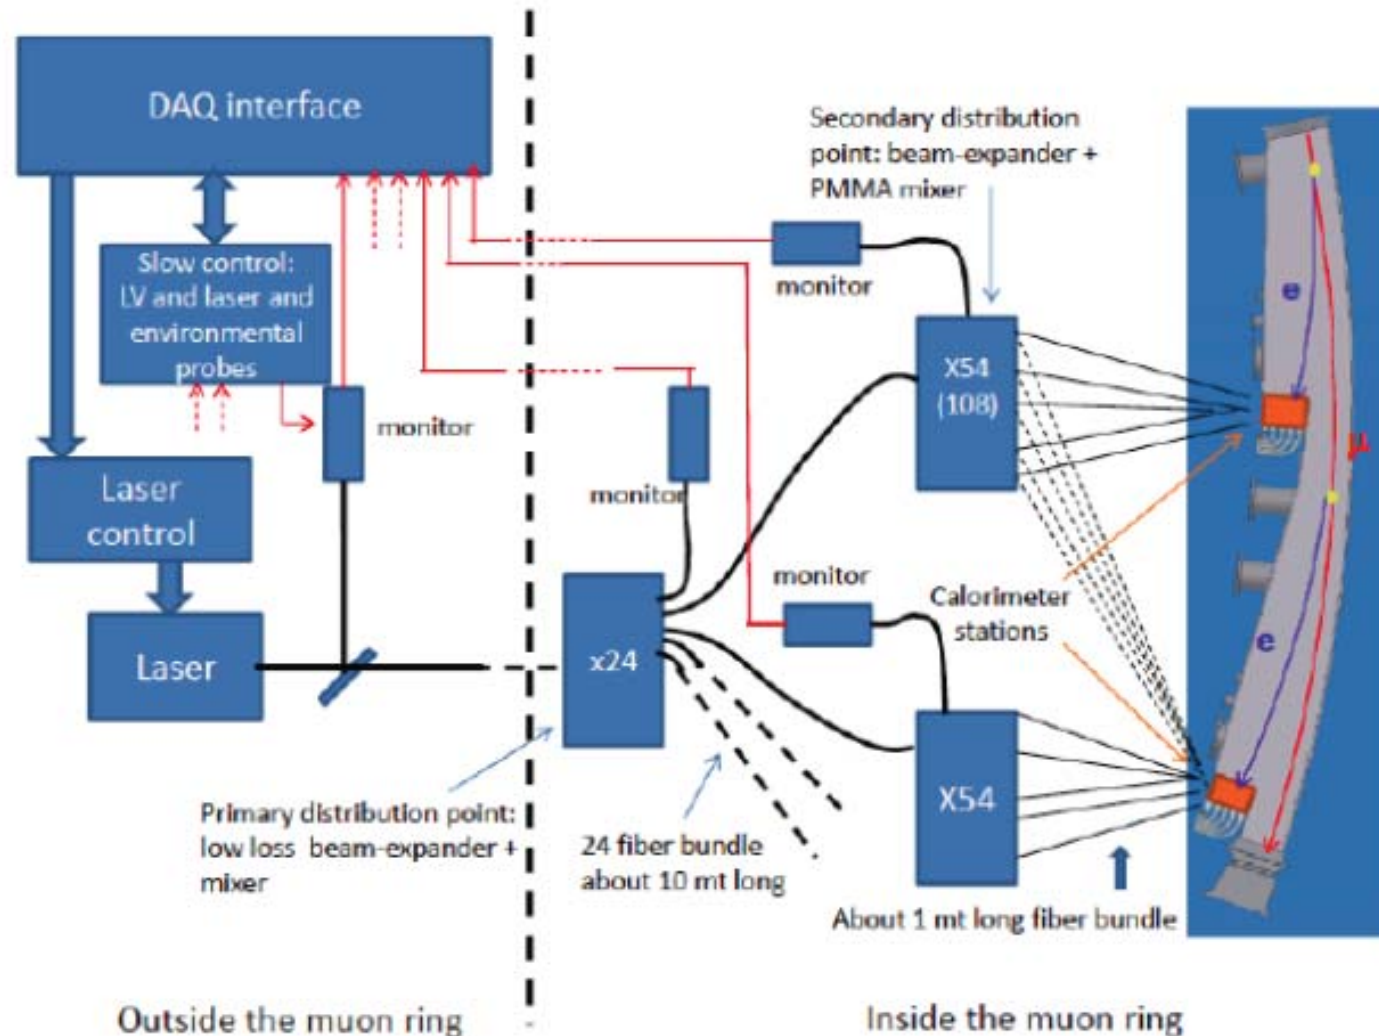 DAQ interface
Slow control:
LV and laser and
environmental
probes
monitor
Laser
control
Laser
Primary distribution point:
low loss beam-expander +
mixer
Outside the muon ring
Secondary distribution
point: beam-expander +
PMMA mixer
monitor
X54
(108)
monitor
monitor
x24
X54
24 fiber bundle
about 10 mt long
Calorimeter
stations
About 1 mt long fiber bundle
e
μ
e
Inside the muon ring